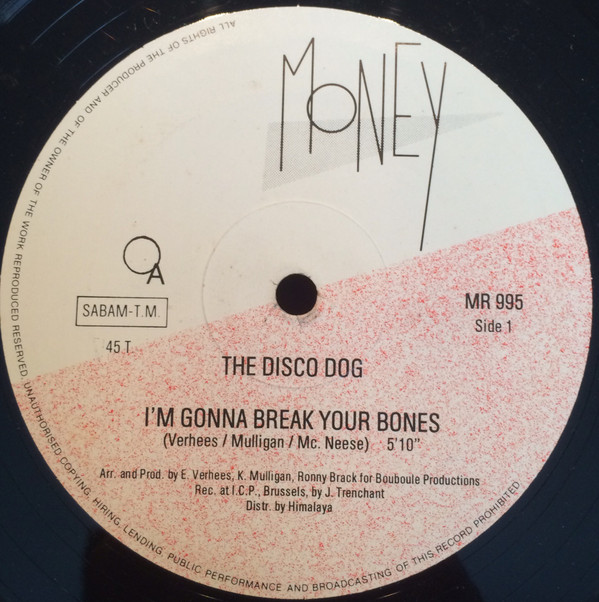 MONEY
A
SABAM-T.M.
45 T.
MR 995
Side 1
THE DISCO DOG
I'M GONNA BREAK YOUR BONES
(Verhees / Mulligan / Mc. Neese) 5'10"
Arr. and Prod. by E. Verhees, K. Mulligan, Ronny Brack for Bouboule Productions
Rec. at I.C.P., Brussels, by J. Trenchant
Distr. by Himalaya
ALL RIGHTS OF THE PRODUCER AND OF THE OWNER OF THE WORK REPRODUCED RESERVED. UNAUTHORISED COPYING, HIRING, LENDING, PUBLIC PERFORMANCE AND BROADCASTING OF THIS RECORD PROHIBITED